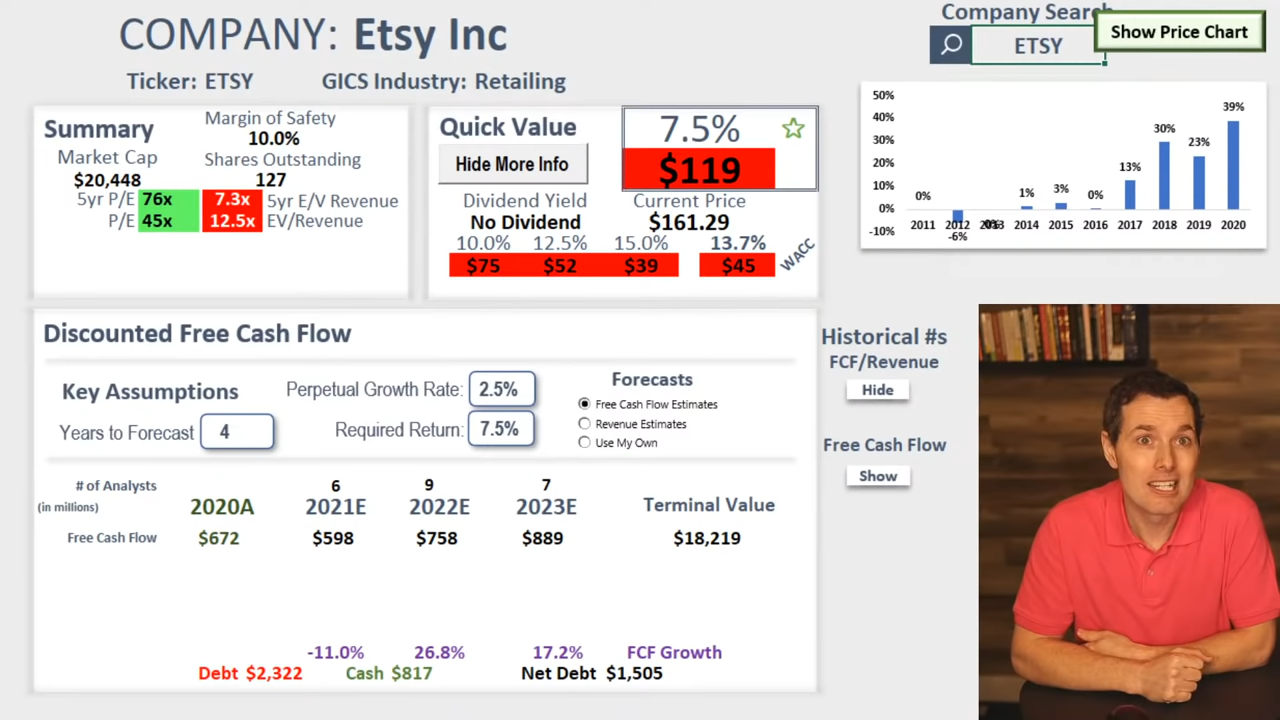 COMPANY: Etsy Inc
Ticker: ETSY GICS Industry: Retailing
Company Search
ETSY
Show Price Chart
Summary
Margin of Safety
10.0%
Market Cap
$20,448
Shares Outstanding
127
5yr P/E 76x 7.3x 5yr E/V Revenue
P/E 45x 12.5x EV/Revenue
Quick Value
7.5%
Hide More Info
$119
Dividend Yield
No Dividend
Current Price
$161.29
10.0% 12.5% 15.0% 13.7%
$75 $52 $39 $45 WACC
50%
40%
30%
20%
10%
0%
-10%
0% -6% 0% 1% 3% 0% 13% 30% 23% 39%
2011 2012 2013 2014 2015 2016 2017 2018 2019 2020
Discounted Free Cash Flow
Key Assumptions
Years to Forecast 4
Perpetual Growth Rate: 2.5%
Required Return: 7.5%
Forecasts
Free Cash Flow Estimates
Revenue Estimates
Use My Own
Historical #s
FCF/Revenue
Hide
Free Cash Flow
Show
# of Analysts 6 9 7
(in millions) 2020A 2021E 2022E 2023E Terminal Value
Free Cash Flow $672 $598 $758 $889 $18,219
-11.0% 26.8% 17.2% FCF Growth
Debt $2,322 Cash $817 Net Debt $1,505